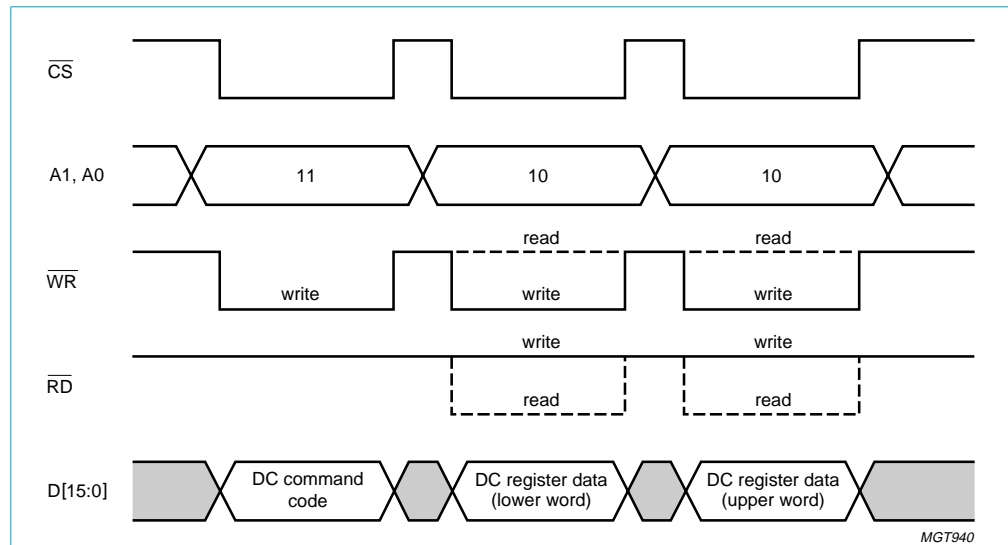 CS
A1, A0 11 10 10
read read
WR
write write write
write write
RD
read read
D[15:0] DC command code DC register data (lower word) DC register data (upper word)
MGT940